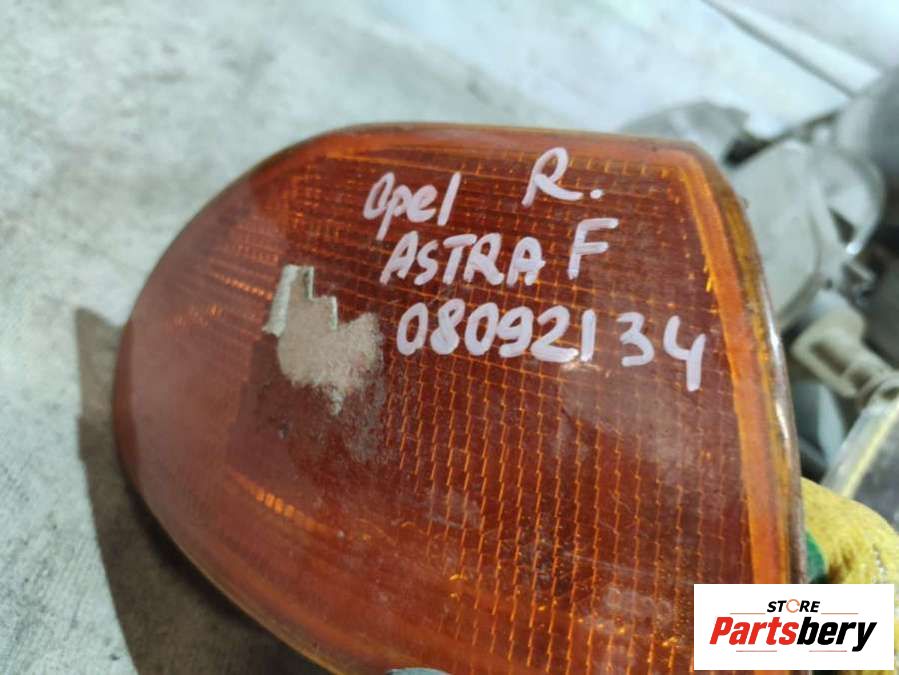 Opel R.
ASTRA F
08092134
STORE
Partsbery